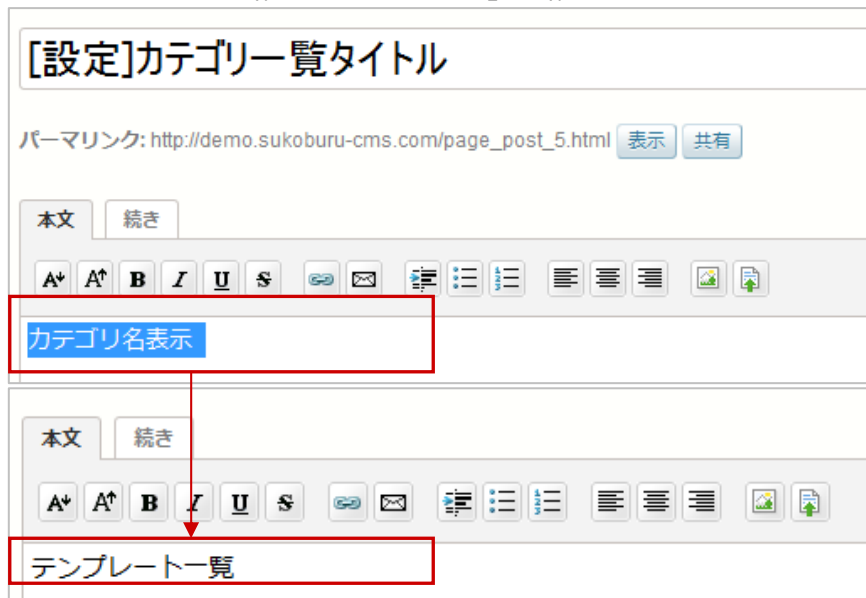 [設定]カテゴリ一覧タイトル
パーマリンク: http://demo.sukoburu-cms.com/page_post_5.html 表示 共有
本文 続き
A A B I U S
カテゴリ名表示
本文 続き
A A B I U S
テンプレート一覧